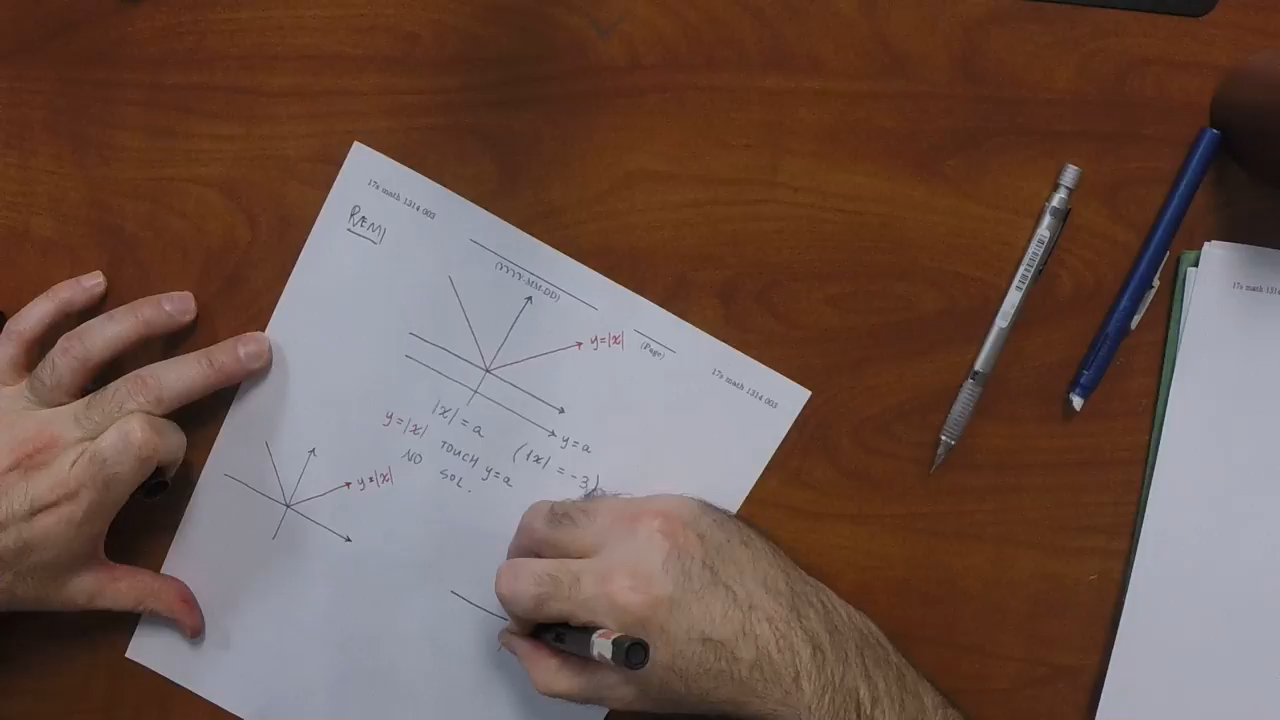 17s math 1314 003
REM1
(YYYY-MM-DD)
(Page)
17s math 1314 003
y=|x|
y=a
|x|=a
y=|x| TOUCH y=a
(|x|=-3)
NO SOL.
y=|x|
17s math 131